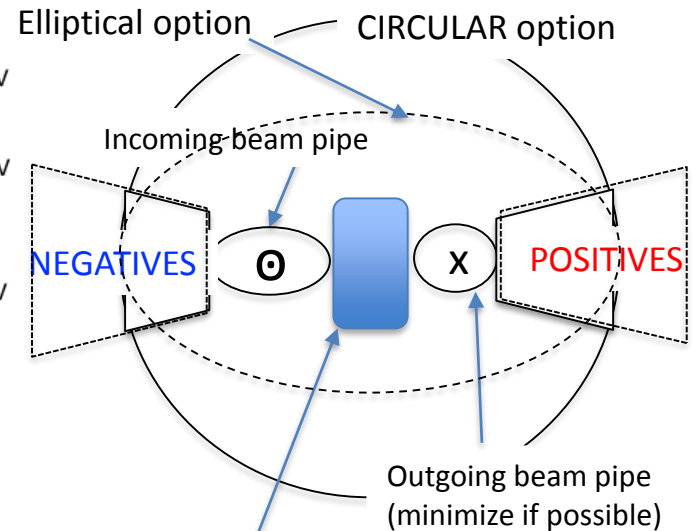 Elliptical option
CIRCULAR option
V
Incoming beam pipe
V
NEGATIVES
ʘ
x
POSITIVES
V
Outgoing beam pipe
(minimize if possible)